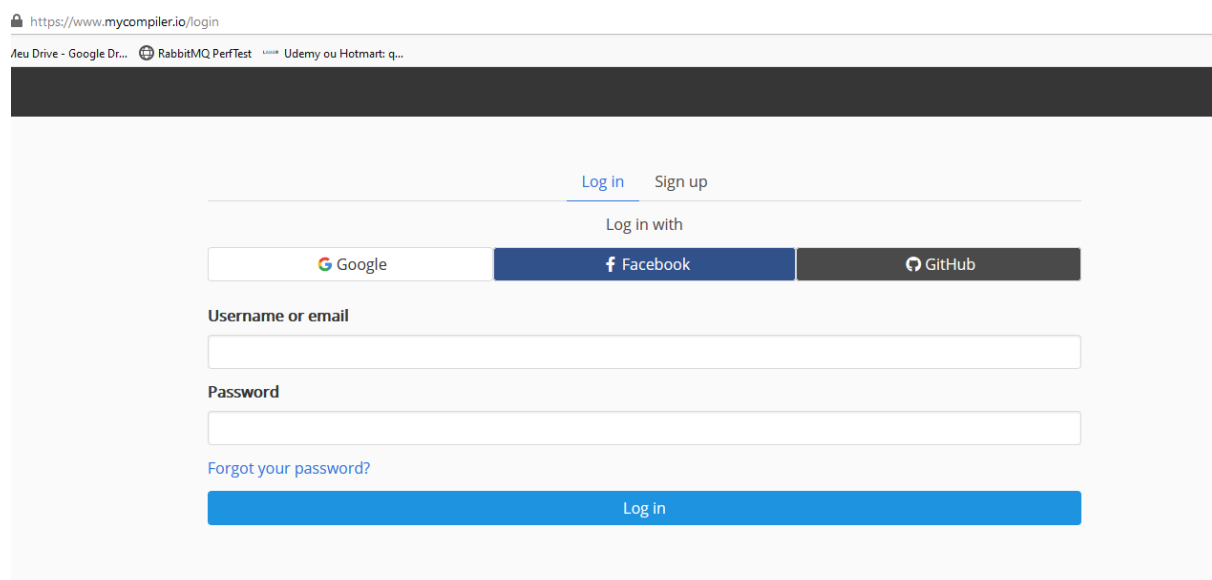 https://www.mycompiler.io/login
Meu Drive - Google Dr... RabbitMQ PerfTest Udemy ou Hotmart: q...
Log in Sign up
Log in with
Google Facebook GitHub
Username or email
Password
Forgot your password?
Log in